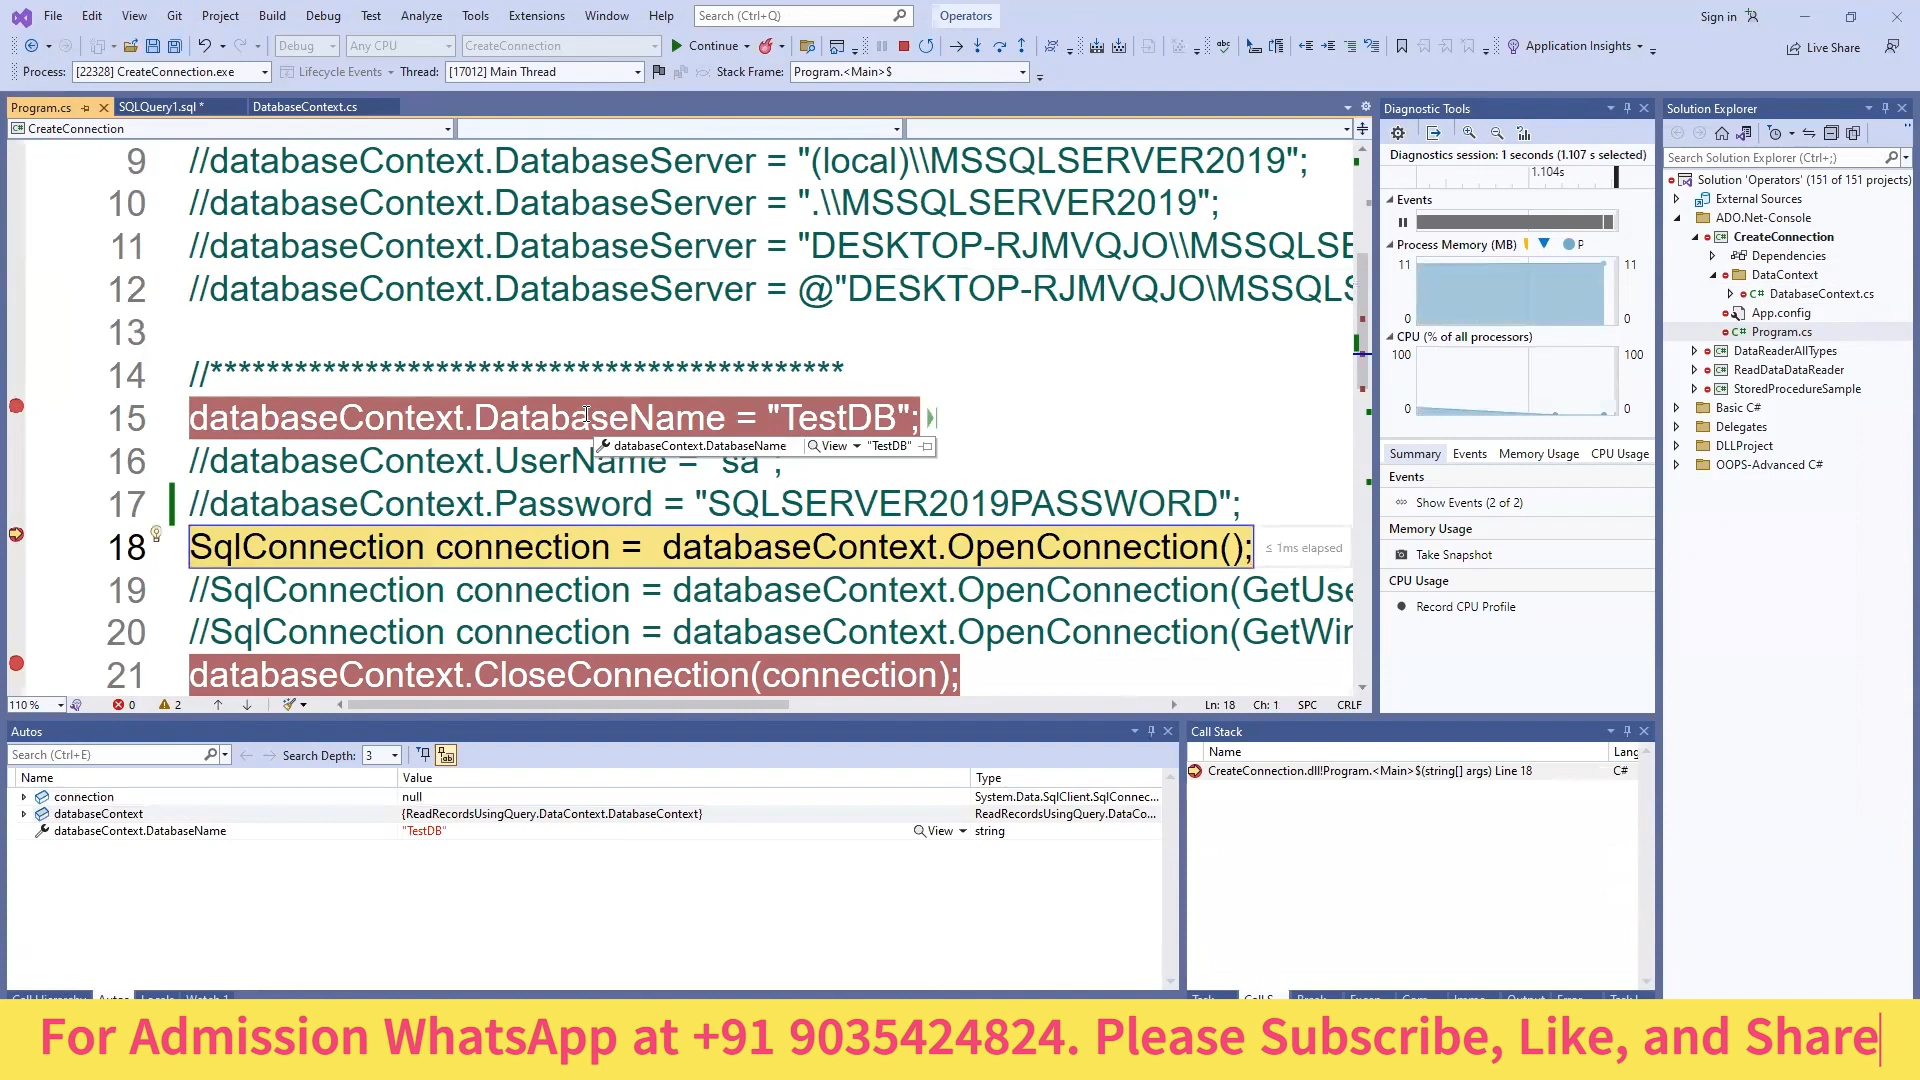 File Edit View Git Project Build Debug Test Analyze Tools Extensions Window Help Search (Ctrl+Q) Operators Sign in
Debug Any CPU CreateConnection Continue Application Insights Live Share
Process: [22328] CreateConnection.exe Lifecycle Events Thread: [17012] Main Thread Stack Frame: Program.<Main>$
Program.cs SQLQuery1.sql * DatabaseContext.cs
CreateConnection
9 //databaseContext.DatabaseServer = "(local)\\MSSQLSERVER2019";
10 //databaseContext.DatabaseServer = ".\\MSSQLSERVER2019";
11 //databaseContext.DatabaseServer = "DESKTOP-RJMVQJO\\MSSQLSE
12 //databaseContext.DatabaseServer = @"DESKTOP-RJMVQJO\MSSQLS
13
14 //*********************************************
15 databaseContext.DatabaseName = "TestDB";
databaseContext.DatabaseName View "TestDB"
16 //databaseContext.UserName = "sa";
17 //databaseContext.Password = "SQLSERVER2019PASSWORD";
18 SqlConnection connection = databaseContext.OpenConnection(); ≤ 1ms elapsed
19 //SqlConnection connection = databaseContext.OpenConnection(GetUse
20 //SqlConnection connection = databaseContext.OpenConnection(GetWin
21 databaseContext.CloseConnection(connection);
110 % 0 2 Ln: 18 Ch: 1 SPC CRLF
Diagnostic Tools
Diagnostics session: 1 seconds (1.107 s selected)
1.104s
Events
Process Memory (MB) P
11 11
0 0
CPU (% of all processors)
100 100
0 0
Summary Events Memory Usage CPU Usage
Events
Show Events (2 of 2)
Memory Usage
Take Snapshot
CPU Usage
Record CPU Profile
Solution Explorer
Search Solution Explorer (Ctrl+;)
Solution 'Operators' (151 of 151 projects)
External Sources
ADO.Net-Console
CreateConnection
Dependencies
DataContext
DatabaseContext.cs
App.config
Program.cs
DataReaderAllTypes
ReadDataDataReader
StoredProcedureSample
Basic C#
Delegates
DLLProject
OOPS-Advanced C#
Autos
Search (Ctrl+E) Search Depth: 3
Name Value Type
connection null System.Data.SqlClient.SqlConnec...
databaseContext {ReadRecordsUsingQuery.DataContext.DatabaseContext} ReadRecordsUsingQuery.DataCo...
databaseContext.DatabaseName "TestDB" View string
Call Stack
Name Lang
CreateConnection.dll!Program.<Main>$(string[] args) Line 18 C#
For Admission WhatsApp at +91 9035424824. Please Subscribe, Like, and Share